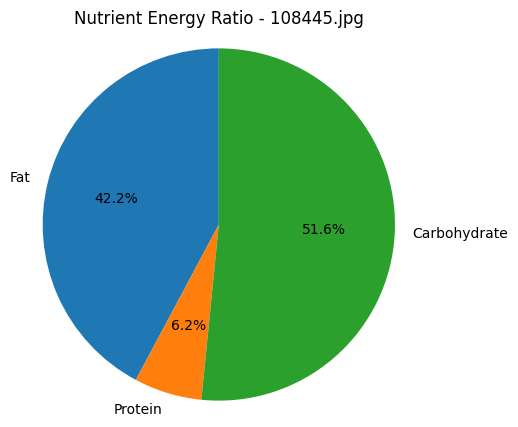 Nutrient Energy Ratio - 108445.jpg
Fat
42.2%
51.6%
Carbohydrate
6.2%
Protein